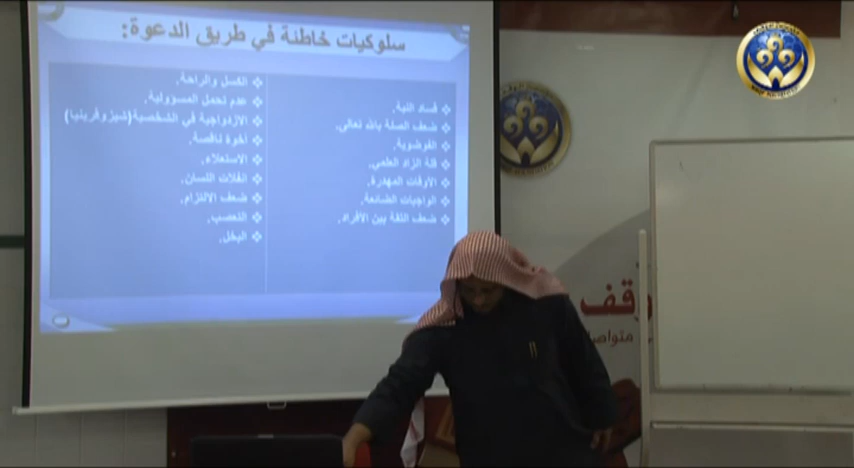 سلوكيات خاطئة في طريق الدعوة:
❖ فساد النية.
❖ ضعف الصلة بالله تعالى.
❖ الفوضوية.
❖ قلة الزاد العلمي.
❖ الأوقات المهدرة.
❖ الواجبات الضائعة.
❖ ضعف الثقة بين الأفراد.
❖ الكسل والراحة.
❖ عدم تحمل المسؤولية.
❖ الازدواجية في الشخصية(شيزوفرينيا)
❖ أخوة ناقصة.
❖ الاستعلاء.
❖ انفلات اللسان.
❖ ضعف الالتزام.
❖ التعصب.
❖ البخل.
وقف